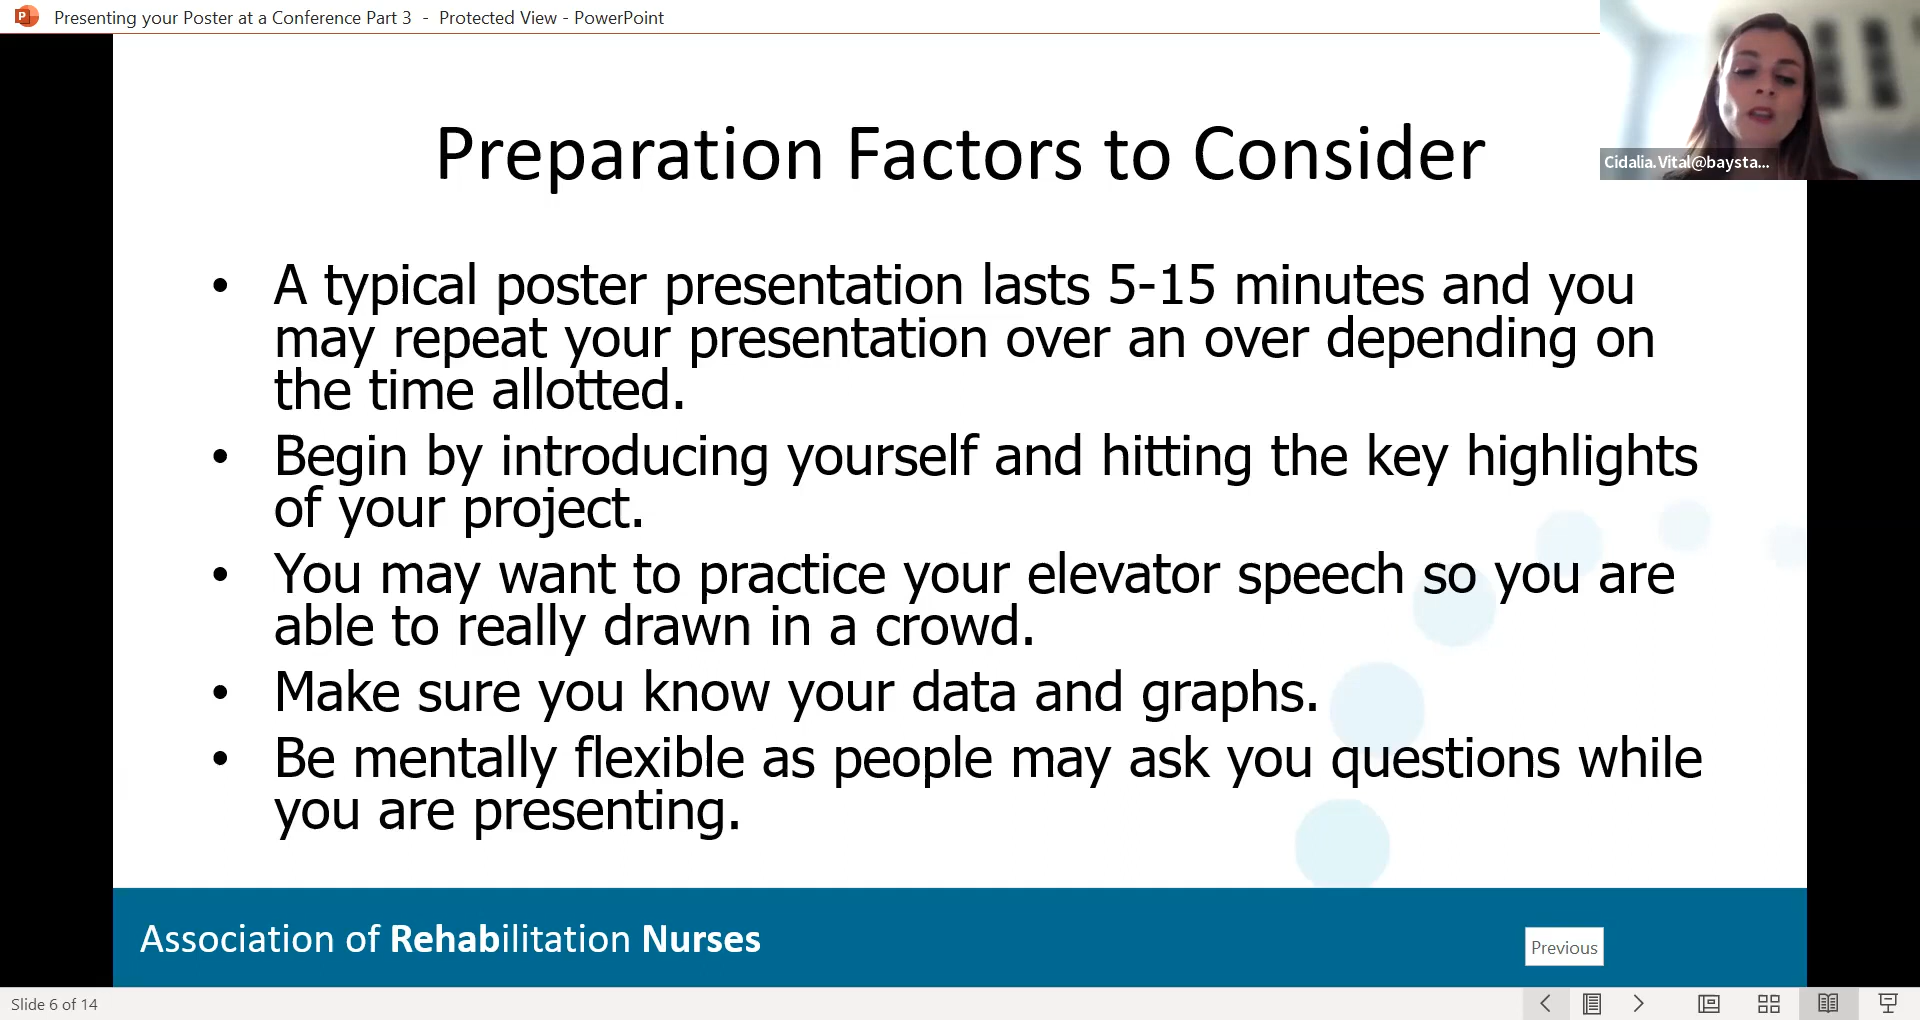 Presenting your Poster at a Conference Part 3 - Protected View - PowerPoint
Cidalia.Vital@baysta...
Preparation Factors to Consider
• A typical poster presentation lasts 5-15 minutes and you
may repeat your presentation over an over depending on
the time allotted.
• Begin by introducing yourself and hitting the key highlights
of your project.
• You may want to practice your elevator speech so you are
able to really drawn in a crowd.
• Make sure you know your data and graphs.
• Be mentally flexible as people may ask you questions while
you are presenting.
Association of Rehabilitation Nurses
Previous
Slide 6 of 14